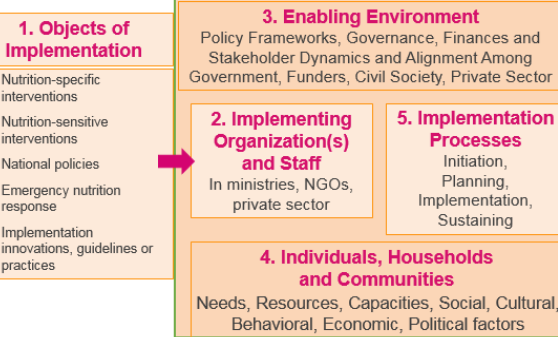 1. Objects of
Implementation
Nutrition-specific
interventions
Nutrition-sensitive
interventions
National policies
Emergency nutrition
response
Implementation
innovations, guidelines or
practices
3. Enabling Environment
Policy Frameworks, Governance, Finances and
Stakeholder Dynamics and Alignment Among
Government, Funders, Civil Society, Private Sector
2. Implementing
Organization(s)
and Staff
In ministries, NGOs,
private sector
5. Implementation
Processes
Initiation,
Planning,
Implementation,
Sustaining
4. Individuals, Households
and Communities
Needs, Resources, Capacities, Social, Cultural,
Behavioral, Economic, Political factors